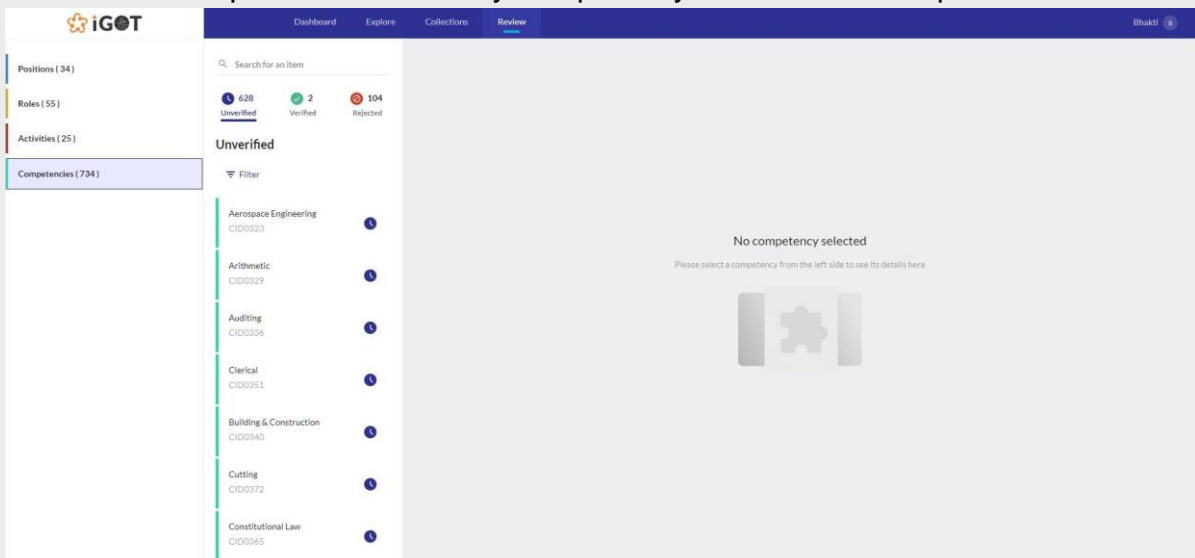 iGOT
Dashboard Explore Collections Review
Bhakti B
Positions ( 34 )
Roles ( 55 )
Activities ( 25 )
Competencies ( 734 )
Search for an item
628 2 104
Unverified Verified Rejected
Unverified
Filter
Aerospace Engineering
CID0323
Arithmetic
CID0329
Auditing
CID0336
Clerical
CID0351
Building & Construction
CID0340
Cutting
CID0372
Constitutional Law
CID0365
No competency selected
Please select a competency from the left side to see its details here